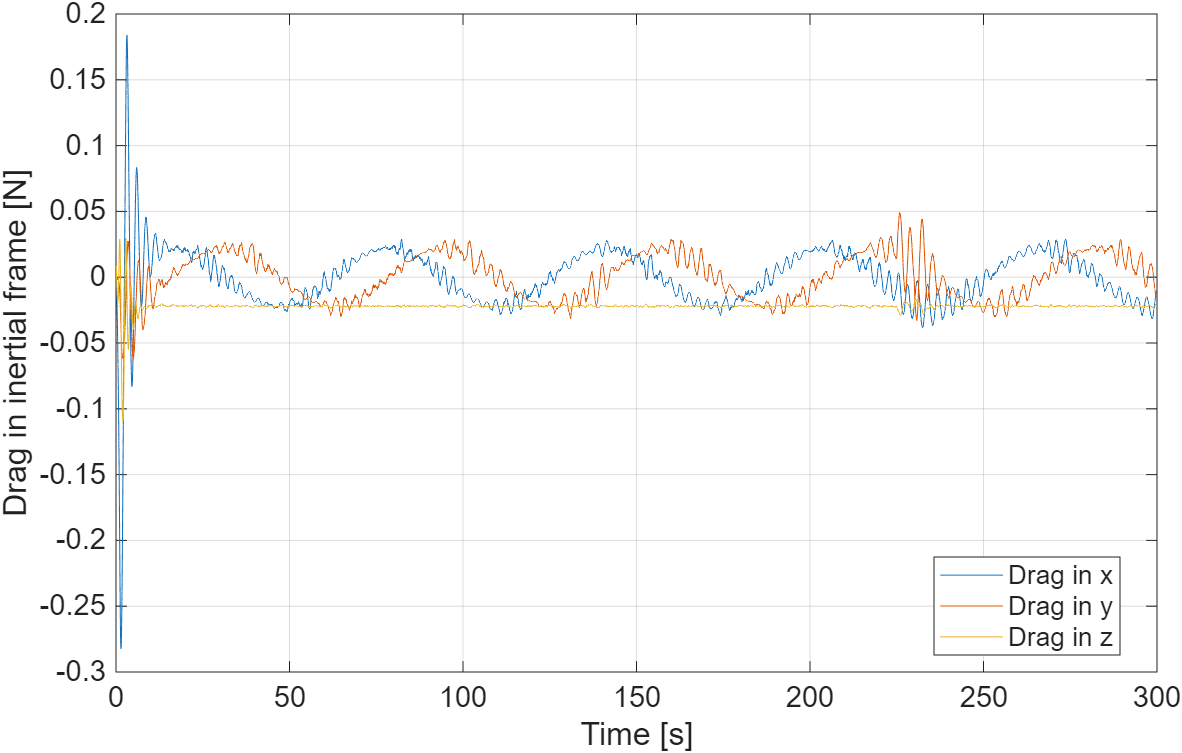 0.2
0.15
0.1
0.05
0
-0.05
-0.1
-0.15
-0.2
-0.25
-0.3
Drag in inertial frame [N]
0 50 100 150 200 250 300
Time [s]
Drag in x
Drag in y
Drag in z